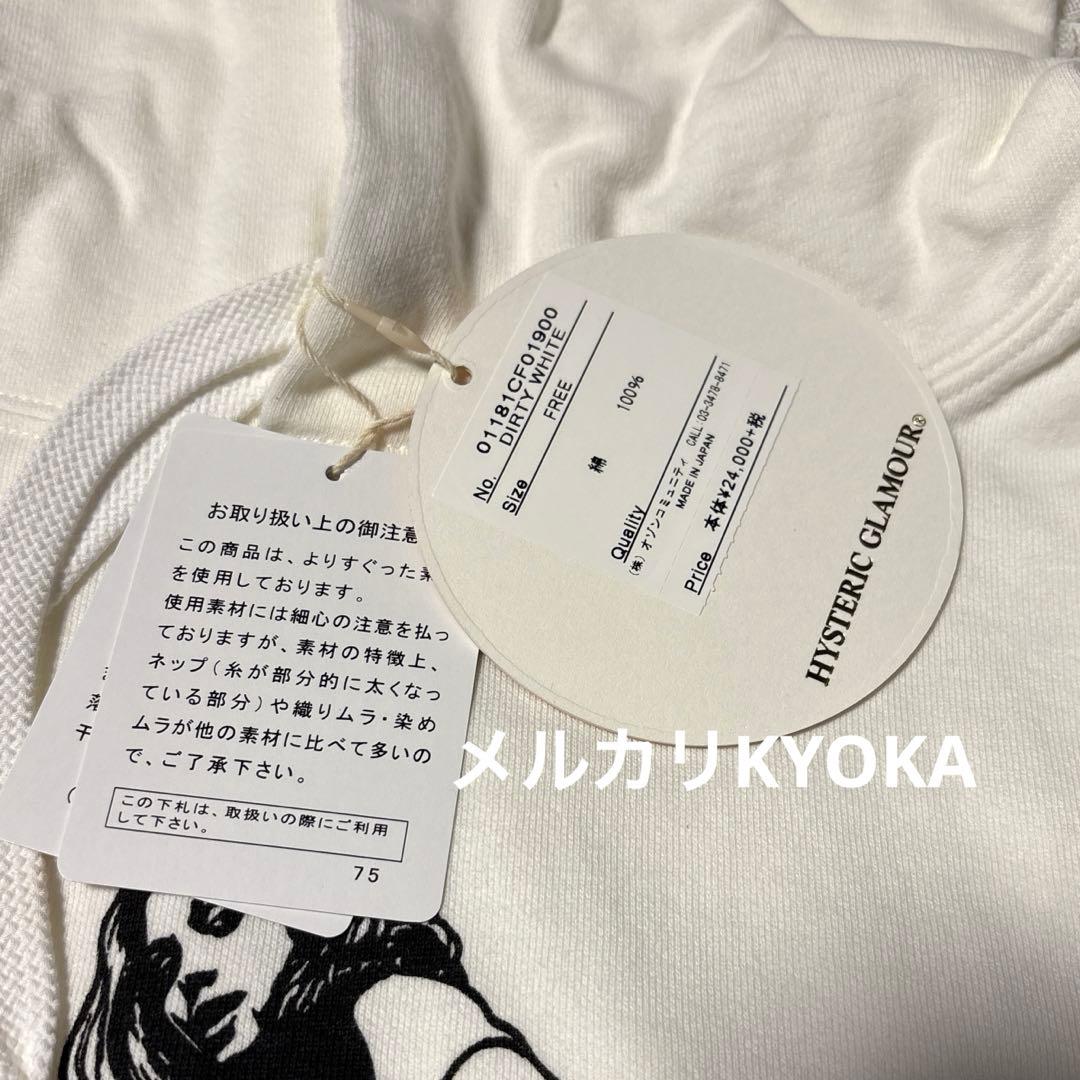 No. 01181CF01900
DIRTY WHITE
Size FREE
綿 100%
Quality
(株)オゾンコミュニティ CALL:03-3478-8471
MADE IN JAPAN
Price 本体¥24,000+税
HYSTERIC GLAMOUR®
お取り扱い上の御注意
この商品は、よりすぐった素
を使用しております。
使用素材には細心の注意を払っ
ておりますが、素材の特徴上、
ネップ(糸が部分的に太くなっ
ている部分)や織りムラ・染め
ムラが他の素材に比べて多いの
で、ご了承下さい。
この下札は、取扱いの際にご利用
して下さい。
75
メルカリKYOKA